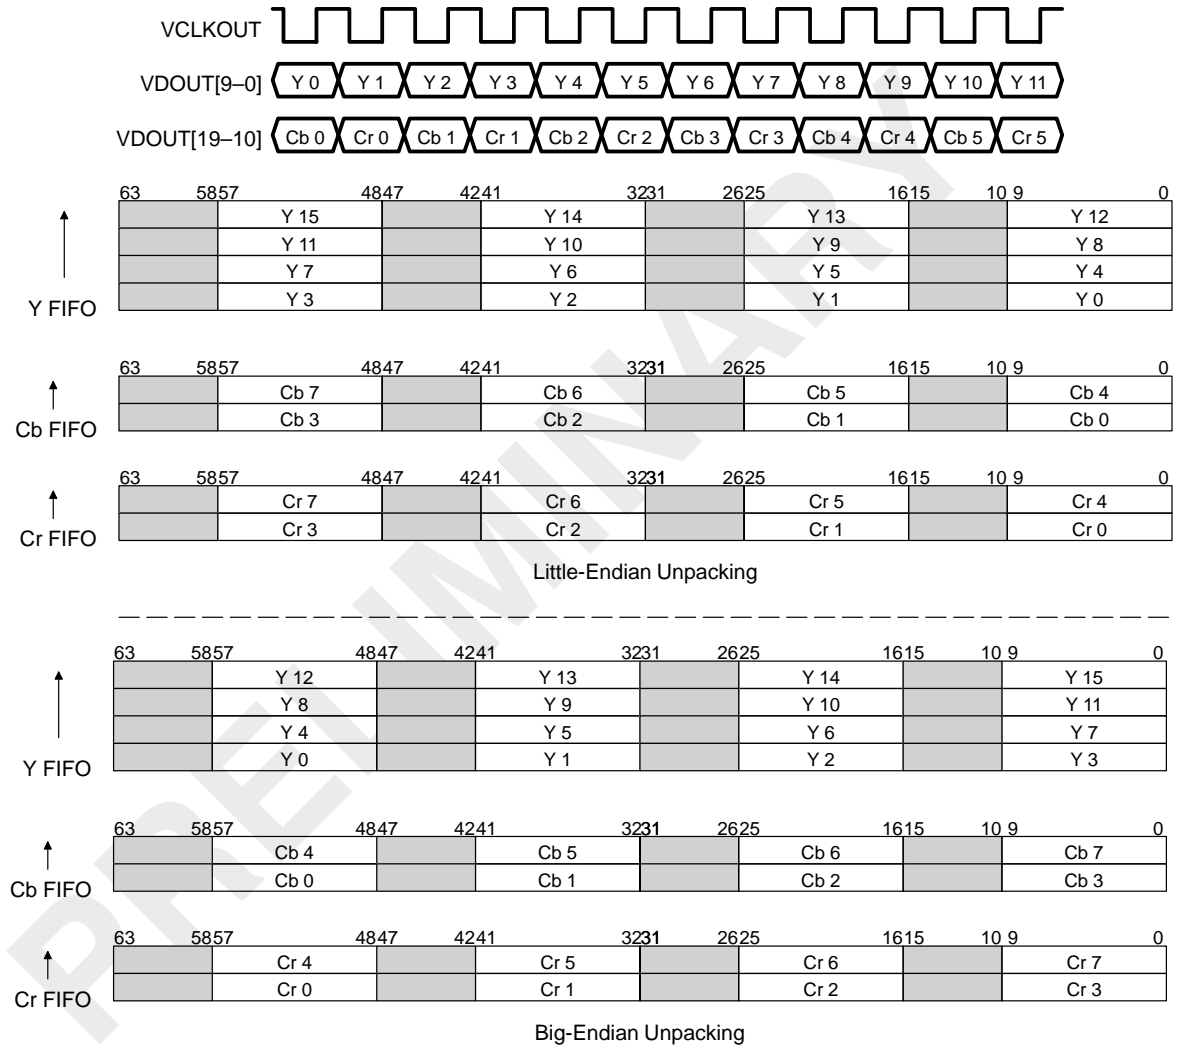 VCLKOUT
VDOUT[9–0] Y 0 Y 1 Y 2 Y 3 Y 4 Y 5 Y 6 Y 7 Y 8 Y 9 Y 10 Y 11
VDOUT[19–10] Cb 0 Cr 0 Cb 1 Cr 1 Cb 2 Cr 2 Cb 3 Cr 3 Cb 4 Cr 4 Cb 5 Cr 5
63 5857 4847 4241 3231 2625 1615 10 9 0
Y 15 Y 14 Y 13 Y 12
Y 11 Y 10 Y 9 Y 8
Y 7 Y 6 Y 5 Y 4
Y 3 Y 2 Y 1 Y 0
Y FIFO
63 5857 4847 4241 3231 2625 1615 10 9 0
Cb 7 Cb 6 Cb 5 Cb 4
Cb 3 Cb 2 Cb 1 Cb 0
Cb FIFO
63 5857 4847 4241 3231 2625 1615 10 9 0
Cr 7 Cr 6 Cr 5 Cr 4
Cr 3 Cr 2 Cr 1 Cr 0
Cr FIFO
Little-Endian Unpacking
63 5857 4847 4241 3231 2625 1615 10 9 0
Y 12 Y 13 Y 14 Y 15
Y 8 Y 9 Y 10 Y 11
Y 4 Y 5 Y 6 Y 7
Y 0 Y 1 Y 2 Y 3
Y FIFO
63 5857 4847 4241 3231 2625 1615 10 9 0
Cb 4 Cb 5 Cb 6 Cb 7
Cb 0 Cb 1 Cb 2 Cb 3
Cb FIFO
63 5857 4847 4241 3231 2625 1615 10 9 0
Cr 4 Cr 5 Cr 6 Cr 7
Cr 0 Cr 1 Cr 2 Cr 3
Cr FIFO
Big-Endian Unpacking
PRELIMINARY